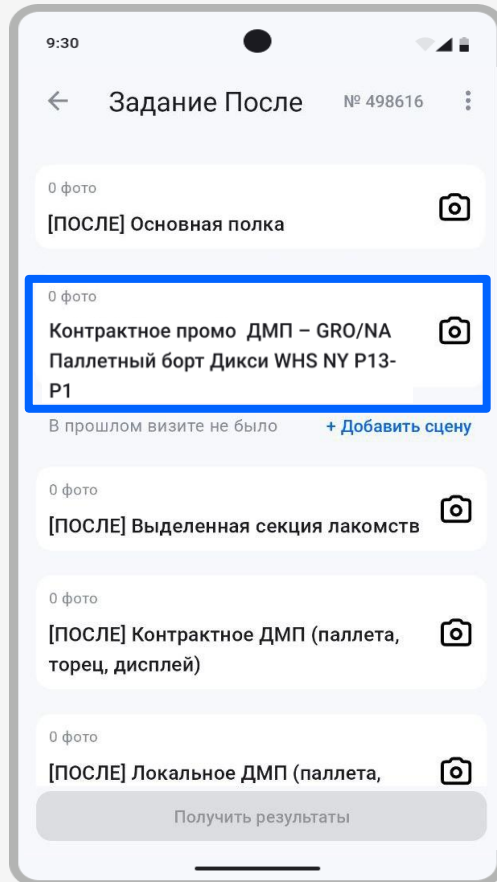 9:30
Задание После № 498616
0 фото
[ПОСЛЕ] Основная полка
0 фото
Контрактное промо ДМП – GRO/NA
Паллетный борт Дикси WHS NY P13-
P1
В прошлом визите не было + Добавить сцену
0 фото
[ПОСЛЕ] Выделенная секция лакомств
0 фото
[ПОСЛЕ] Контрактное ДМП (паллета,
торец, дисплей)
0 фото
[ПОСЛЕ] Локальное ДМП (паллета,
Получить результаты